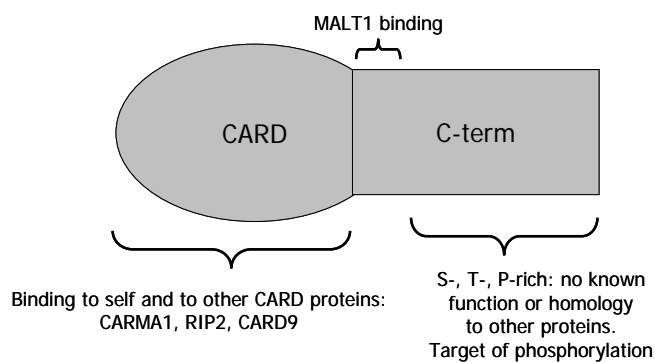 MALT1 binding
CARD
C-term
Binding to self and to other CARD proteins:
CARMA1, RIP2, CARD9
S-, T-, P-rich: no known
function or homology
to other proteins.
Target of phosphorylation